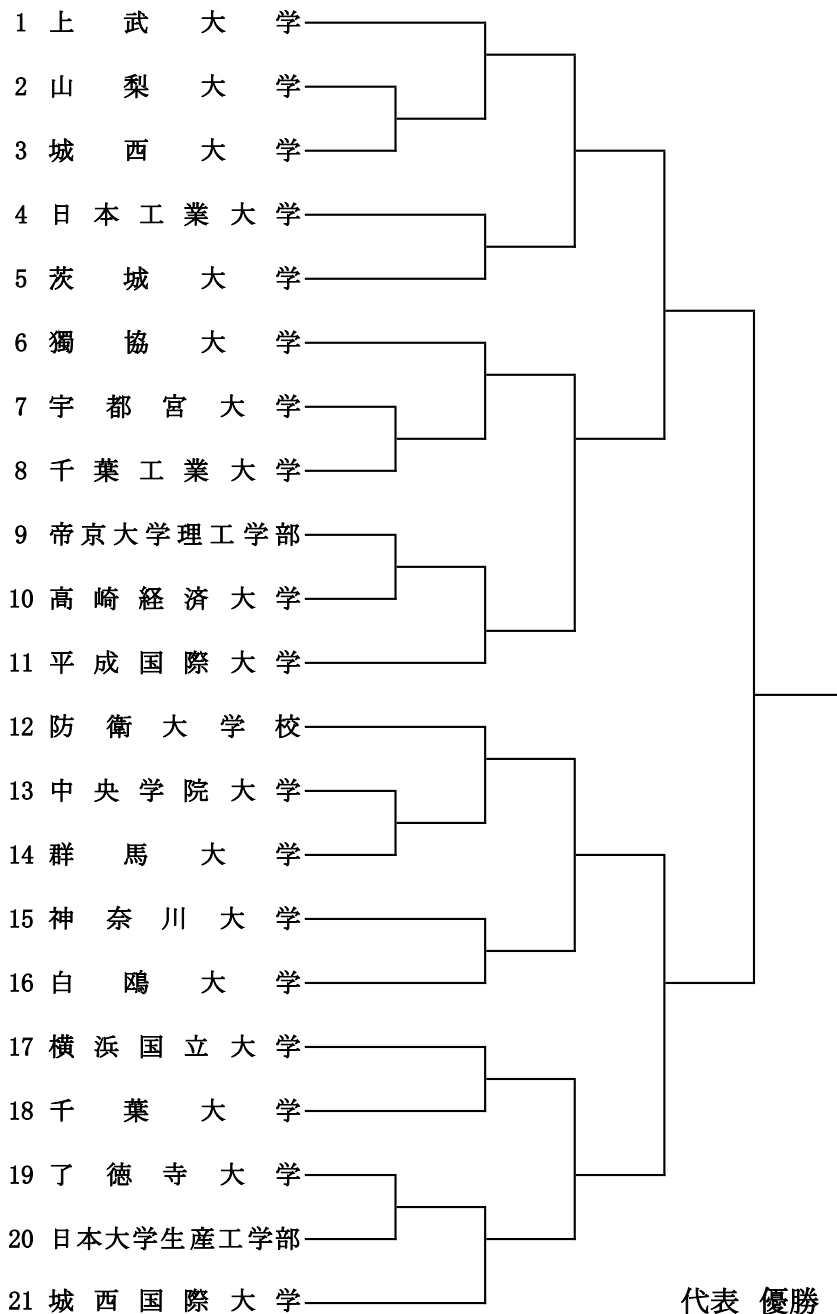 1 上武大学
2 山梨大学
3 城西大学
4 日本工業大学
5 茨城大学
6 獨協大学
7 宇都宮大学
8 千葉工業大学
9 帝京大学理工学部
10 高崎経済大学
11 平成国際大学
12 防衛大学校
13 中央学院大学
14 群馬大学
15 神奈川大学
16 白鴎大学
17 横浜国立大学
18 千葉大学
19 了徳寺大学
20 日本大学生産工学部
21 城西国際大学
代表 優勝